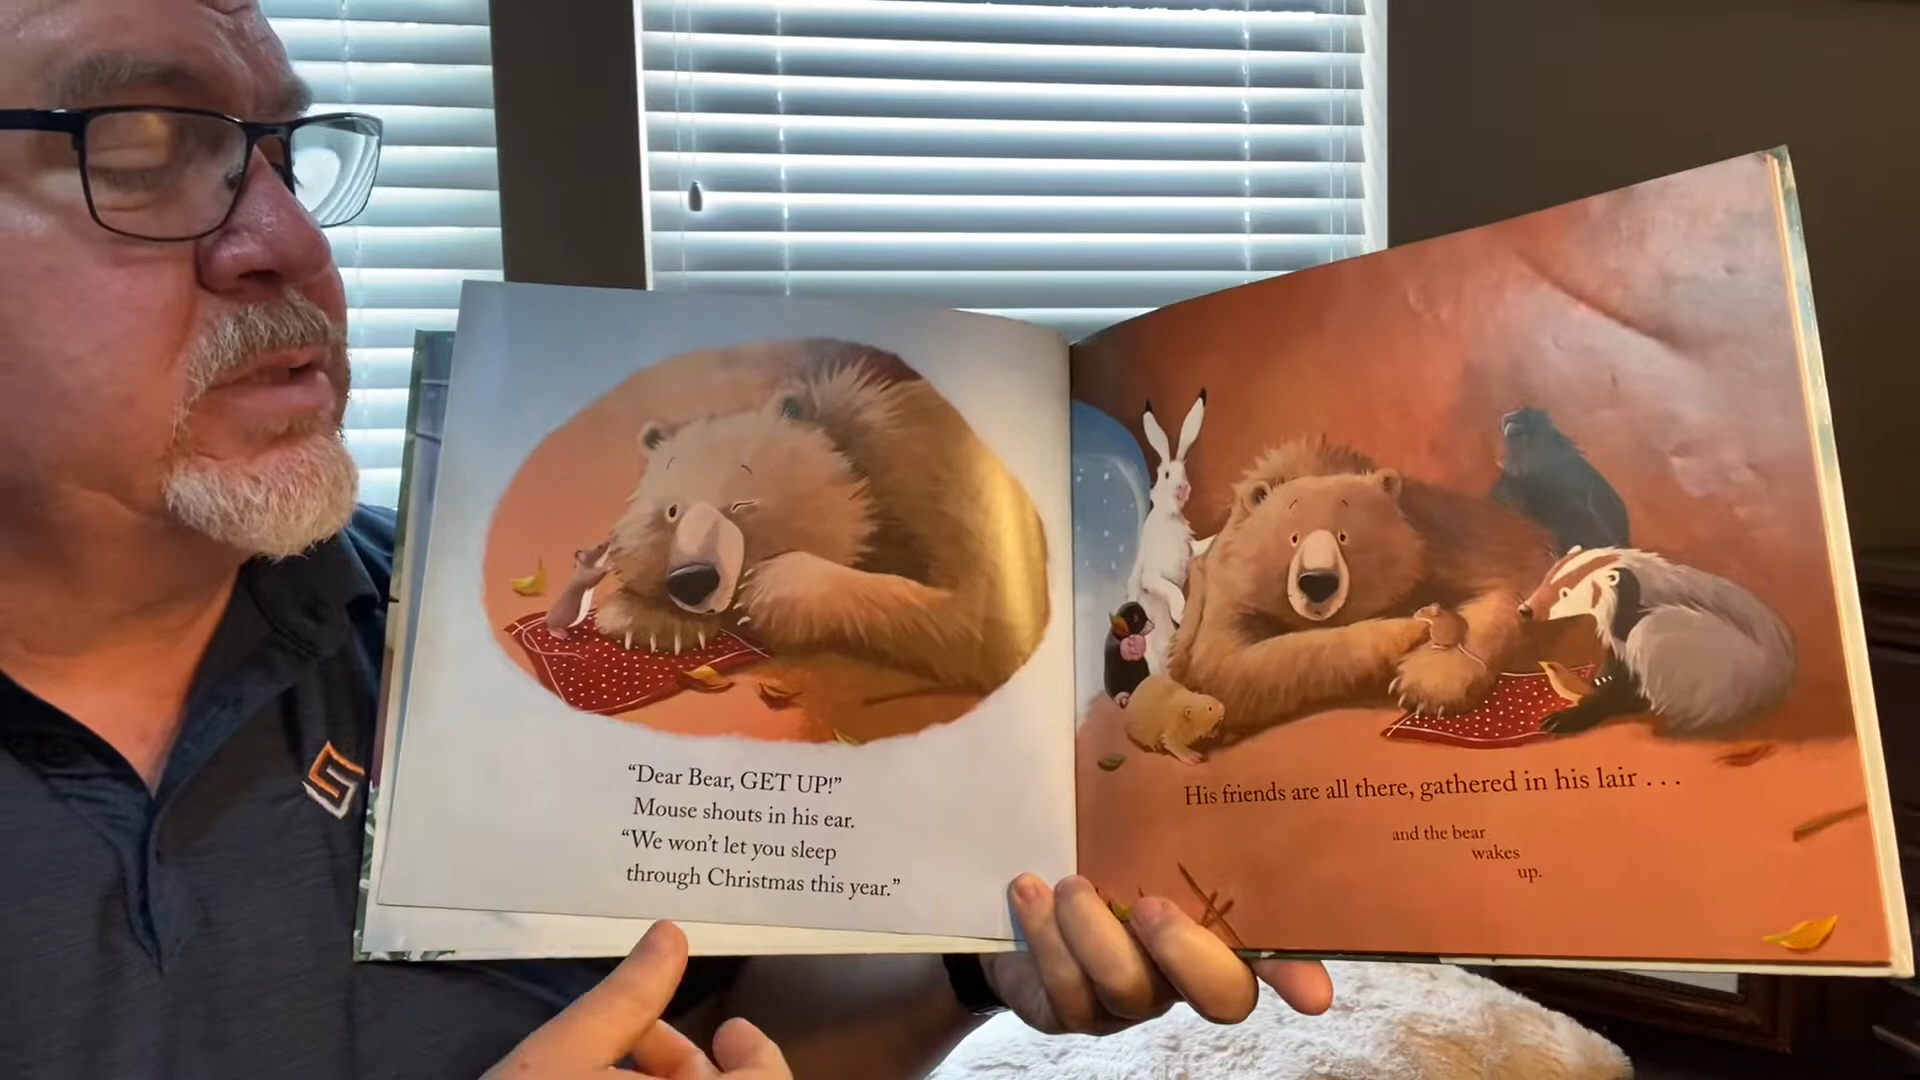 “Dear Bear, GET UP!”
Mouse shouts in his ear.
“We won’t let you sleep
through Christmas this year.”
His friends are all there, gathered in his lair . . .
and the bear
wakes
up.